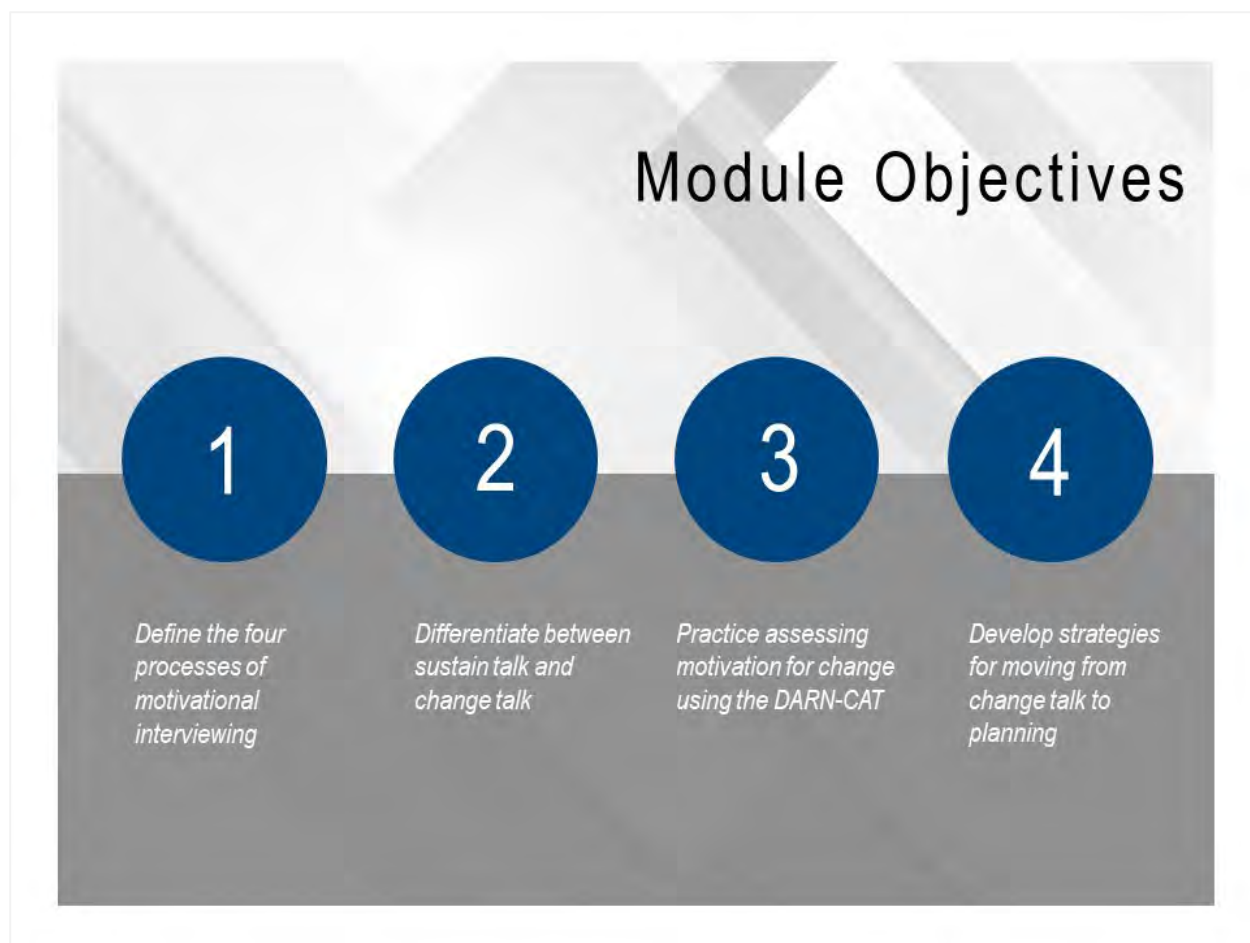 Module Objectives
1
2
3
4
Define the four
processes of
motivational
interviewing
Differentiate between
sustain talk and
change talk
Practice assessing
motivation for change
using the DARN-CAT
Develop strategies
for moving from
change talk to
planning